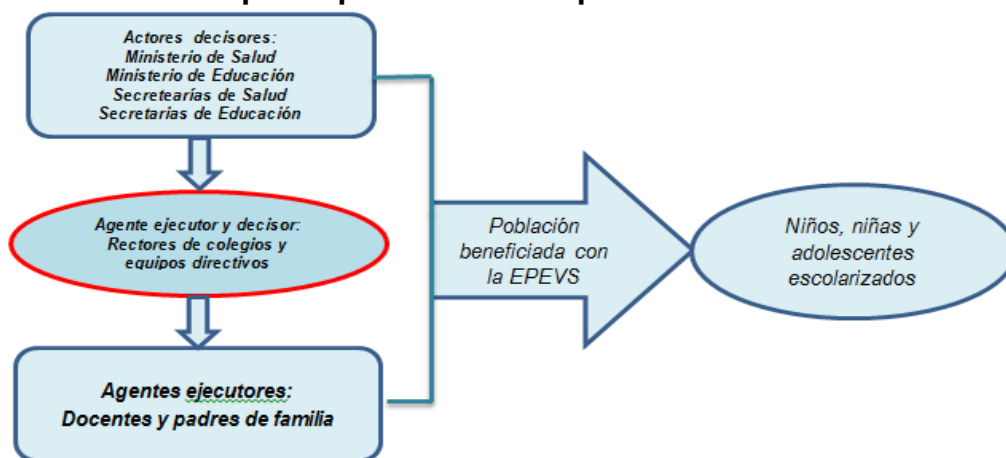 Actores decisores:
Ministerio de Salud
Ministerio de Educación
Secretearías de Salud
Secretarias de Educación
Agente ejecutor y decisor:
Rectores de colegios y
equipos directivos
Agentes ejecutores:
Docentes y padres de familia
Población
beneficiada con
la EPEVS
Niños, niñas y
adolescentes
escolarizados